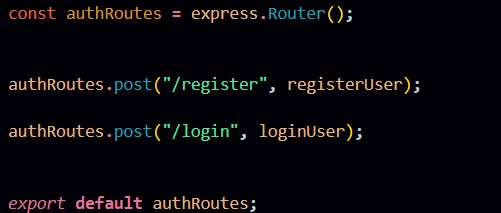 const authRoutes = express.Router();
authRoutes.post("/register", registerUser);
authRoutes.post("/login", loginUser);
export default authRoutes;